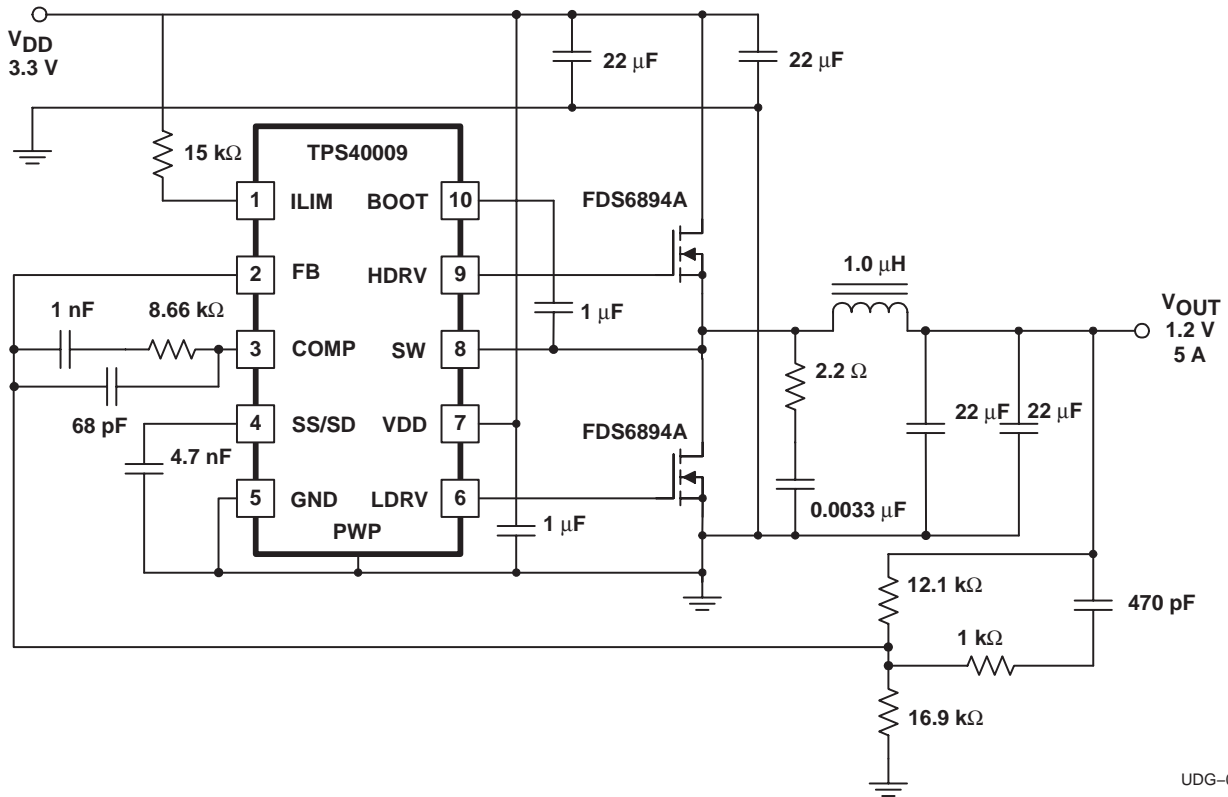 VDD
3.3 V
22 μF
22 μF
15 kΩ
TPS40009
1
ILIM
BOOT
10
FDS6894A
2
FB
HDRV
9
1.0 μH
1 nF
8.66 kΩ
1 μF
VOUT
1.2 V
5 A
3
COMP
SW
8
2.2 Ω
68 pF
4
SS/SD
VDD
7
FDS6894A
22 μF
22 μF
4.7 nF
5
GND
LDRV
6
0.0033 μF
PWP
1 μF
12.1 kΩ
470 pF
1 kΩ
16.9 kΩ